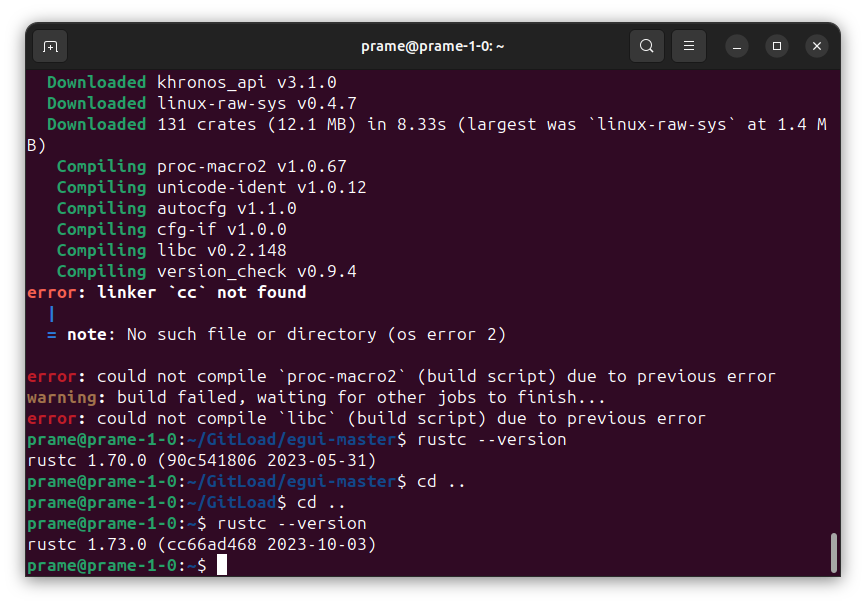 prame@prame-1-0: ~
Downloaded khronos_api v3.1.0
Downloaded linux-raw-sys v0.4.7
Downloaded 131 crates (12.1 MB) in 8.33s (largest was `linux-raw-sys` at 1.4 M
B)
Compiling proc-macro2 v1.0.67
Compiling unicode-ident v1.0.12
Compiling autocfg v1.1.0
Compiling cfg-if v1.0.0
Compiling libc v0.2.148
Compiling version_check v0.9.4
error: linker `cc` not found
|
= note: No such file or directory (os error 2)
error: could not compile `proc-macro2` (build script) due to previous error
warning: build failed, waiting for other jobs to finish...
error: could not compile `libc` (build script) due to previous error
prame@prame-1-0:~/GitLoad/egui-master$ rustc --version
rustc 1.70.0 (90c541806 2023-05-31)
prame@prame-1-0:~/GitLoad/egui-master$ cd ..
prame@prame-1-0:~/GitLoad$ cd ..
prame@prame-1-0:~$ rustc --version
rustc 1.73.0 (cc66ad468 2023-10-03)
prame@prame-1-0:~$